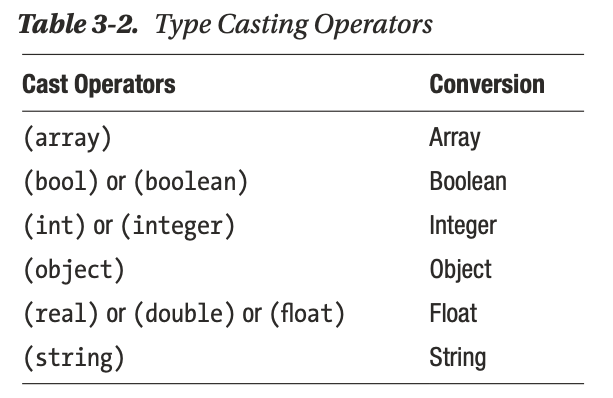 Table 3-2. Type Casting Operators
Cast Operators Conversion
(array) Array
(bool) or (boolean) Boolean
(int) or (integer) Integer
(object) Object
(real) or (double) or (float) Float
(string) String